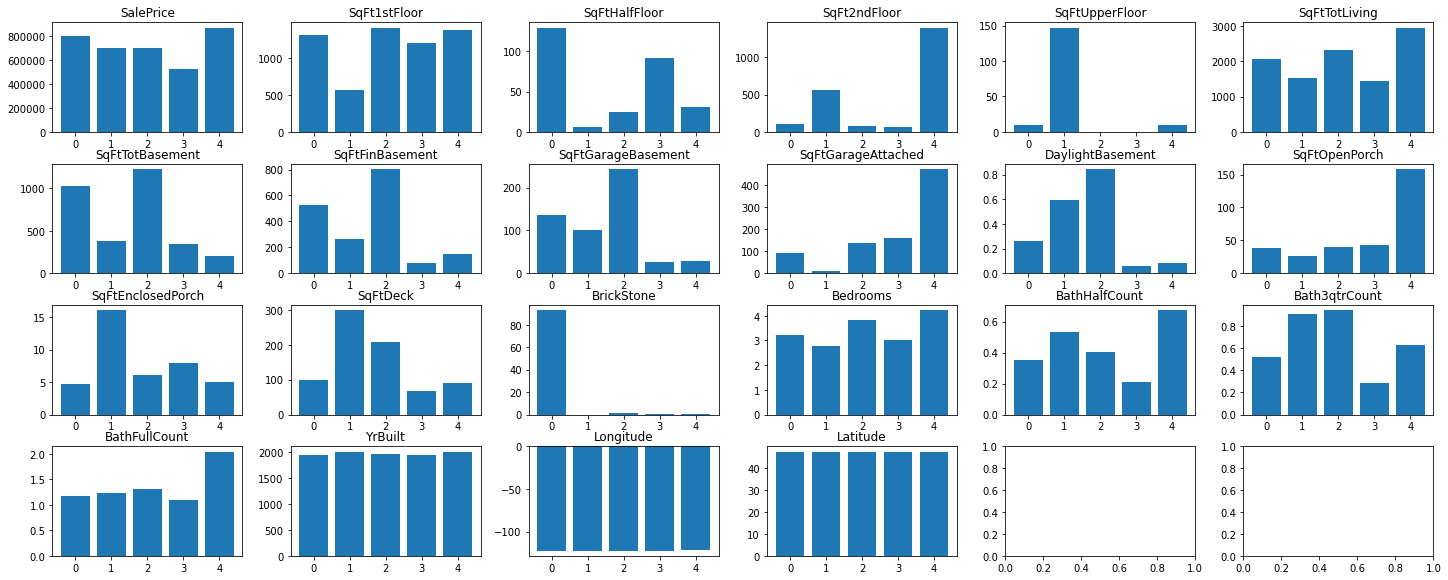 SalePrice SqFt1stFloor SqFtHalfFloor SqFt2ndFloor SqFtUpperFloor SqFtTotLiving
800000 600000 400000 200000 0
1000 500 0
100 50 0
1000 500 0
150 100 50 0
3000 2000 1000 0
0 1 2 3 4 0 1 2 3 4 0 1 2 3 4 0 1 2 3 4 0 1 2 3 4 0 1 2 3 4
SqFtTotBasement SqFtFinBasement SqFtGarageBasement SqFtGarageAttached DaylightBasement SqFtOpenPorch
1000 500 0
800 600 400 200 0
200 100 0
400 300 200 100 0
0.8 0.6 0.4 0.2 0.0
150 100 50 0
0 1 2 3 4 0 1 2 3 4 0 1 2 3 4 0 1 2 3 4 0 1 2 3 4 0 1 2 3 4
SqFtEnclosedPorch SqFtDeck BrickStone Bedrooms BathHalfCount Bath3qtrCount
15 10 5 0
300 200 100 0
80 60 40 20 0
4 3 2 1 0
0.6 0.4 0.2 0.0
0.8 0.6 0.4 0.2 0.0
0 1 2 3 4 0 1 2 3 4 0 1 2 3 4 0 1 2 3 4 0 1 2 3 4 0 1 2 3 4
BathFullCount YrBuilt Longitude Latitude
2.0 1.5 1.0 0.5 0.0
2000 1500 1000 500 0
0 −50 −100
40 30 20 10 0
1.0 0.8 0.6 0.4 0.2 0.0
1.0 0.8 0.6 0.4 0.2 0.0
0 1 2 3 4 0 1 2 3 4 0 1 2 3 4 0 1 2 3 4 0.0 0.2 0.4 0.6 0.8 1.0 0.0 0.2 0.4 0.6 0.8 1.0